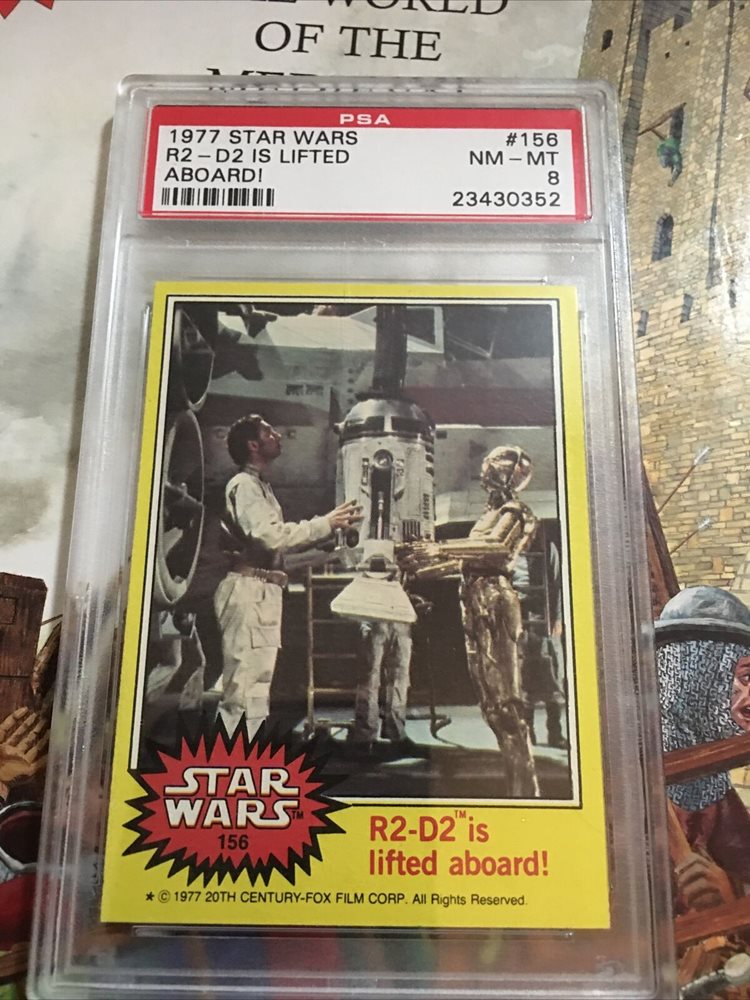 OF THE
PSA
1977 STAR WARS #156
R2-D2 IS LIFTED NM-MT
ABOARD! 8
23430352
STAR
WARS™
156
R2-D2™ is
lifted aboard!
★ © 1977 20TH CENTURY-FOX FILM CORP. All Rights Reserved.